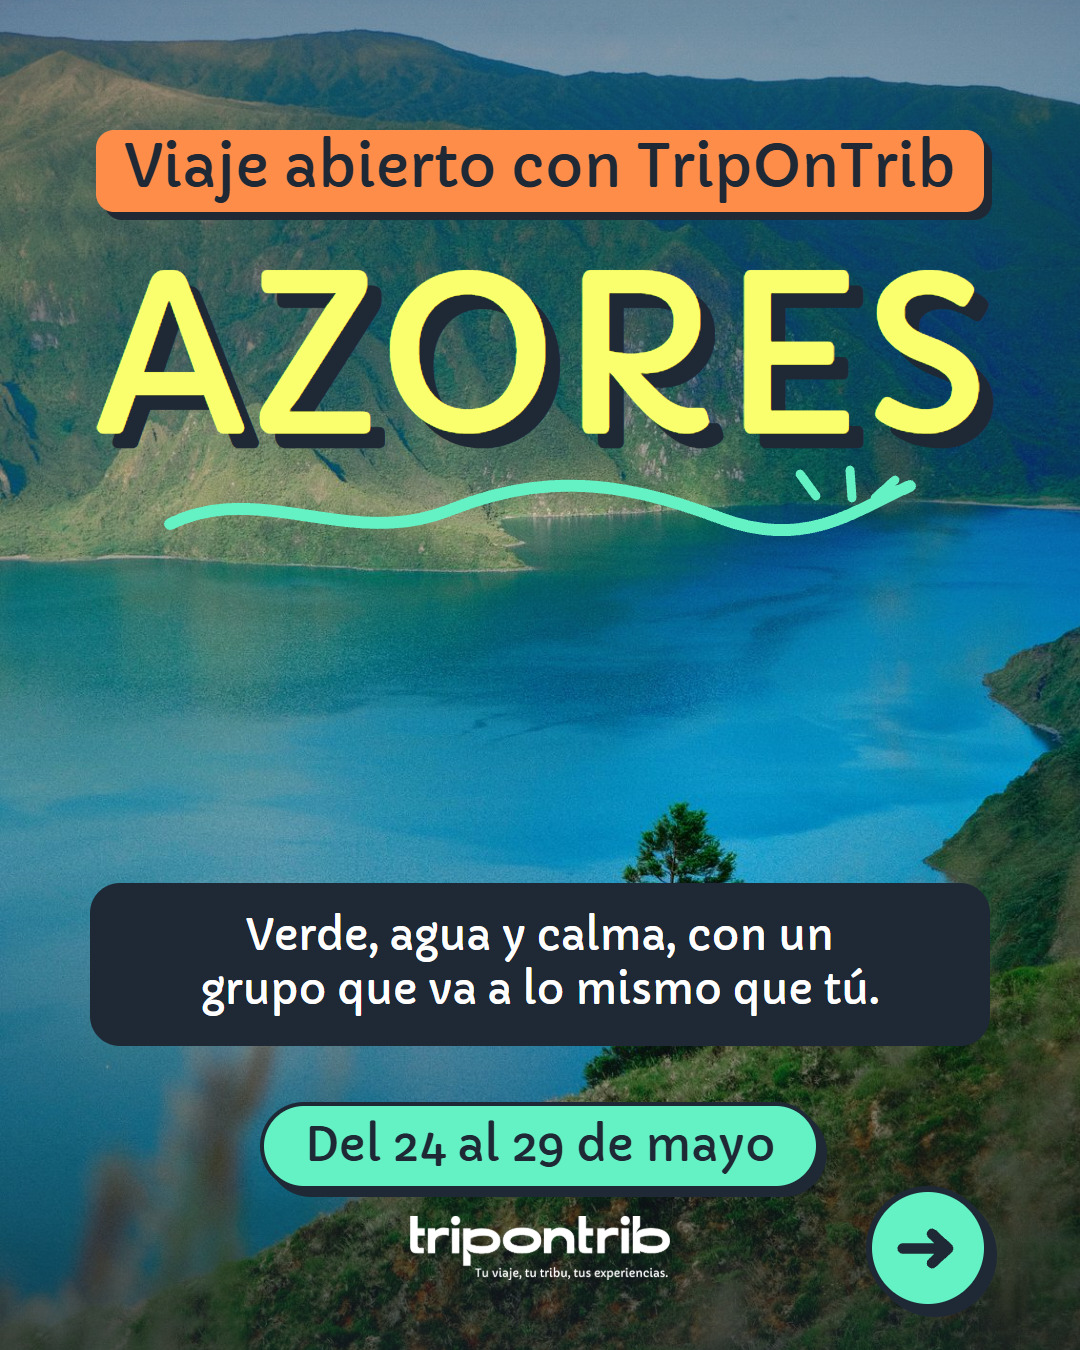 Viaje abierto con TripOnTrib
AZORES
Verde, agua y calma, con un
grupo que va a lo mismo que tú.
Del 24 al 29 de mayo
tripontrib
Tu viaje, tu tribu, tus experiencias.